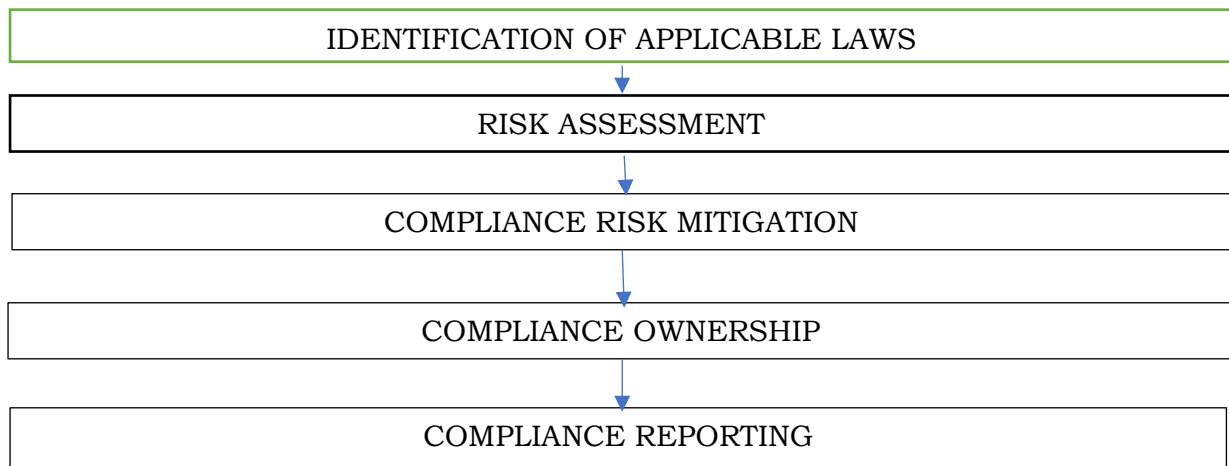 IDENTIFICATION OF APPLICABLE LAWS
RISK ASSESSMENT
COMPLIANCE RISK MITIGATION
COMPLIANCE OWNERSHIP
COMPLIANCE REPORTING